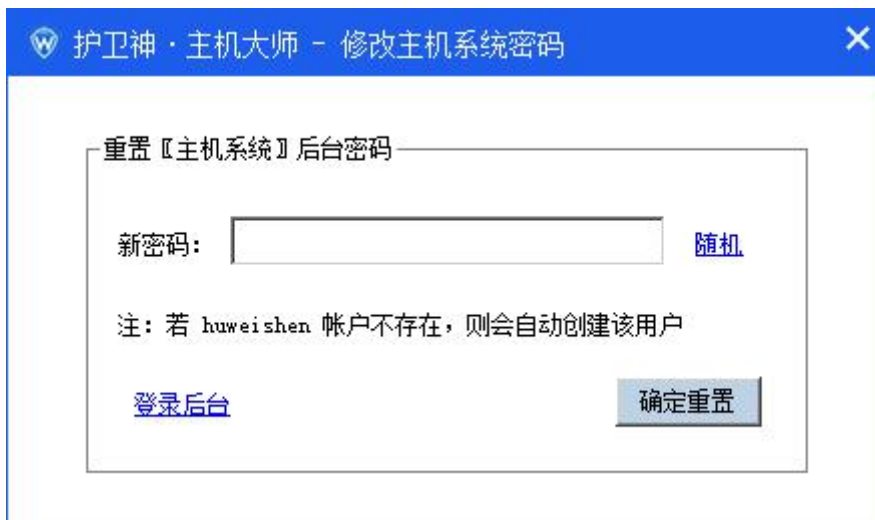 护卫神·主机大师 - 修改主机系统密码
重置〖主机系统〗后台密码
新密码： 随机
注：若 huweishen 帐户不存在，则会自动创建该用户
登录后台 确定重置